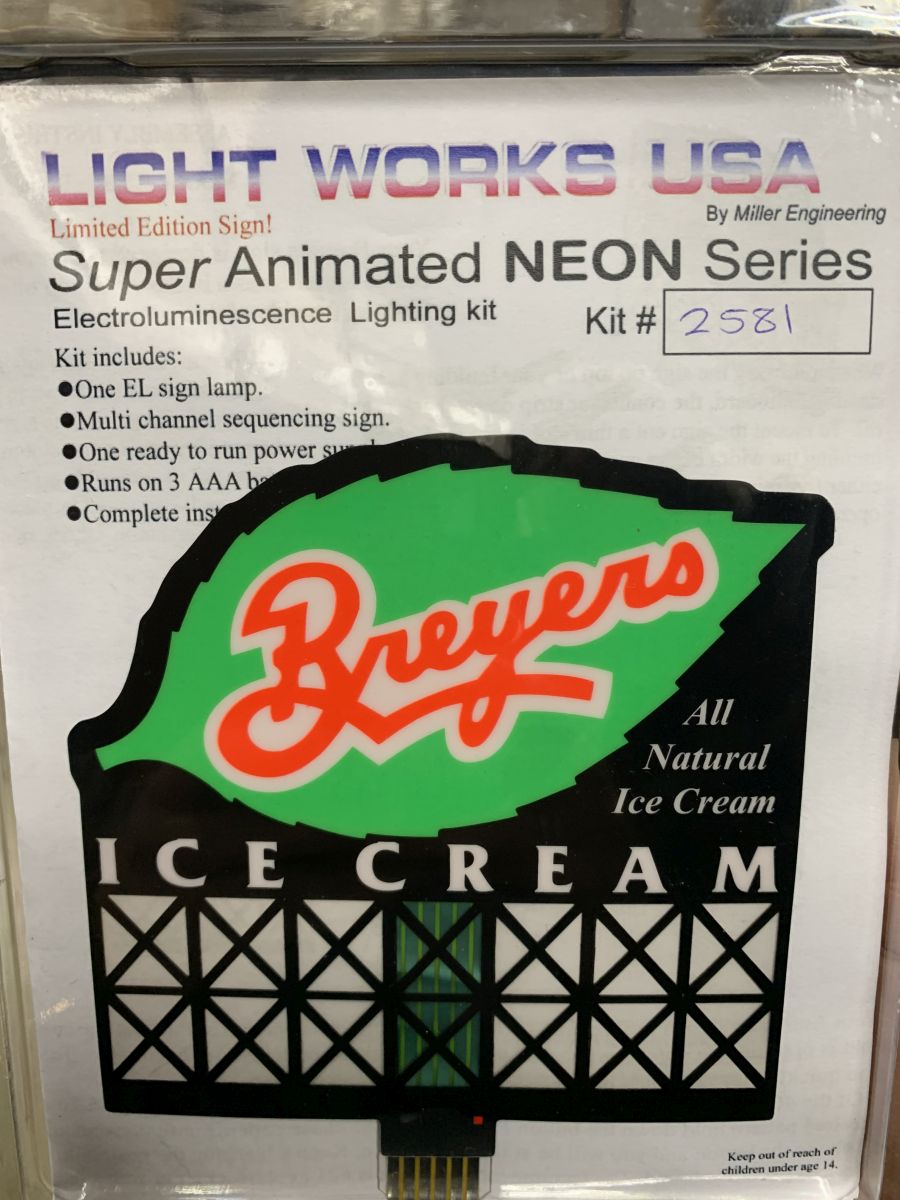 LIGHT WORKS USA
By Miller Engineering
Limited Edition Sign!
Super Animated NEON Series
Electroluminescence Lighting kit
Kit # 2581
Kit includes:
●One EL sign lamp.
●Multi channel sequencing sign.
●One ready to run power
●Runs on 3 AAA
●Complete
Breyers
All
Natural
Ice Cream
ICE CREAM
Keep out of reach of
children under age 14.